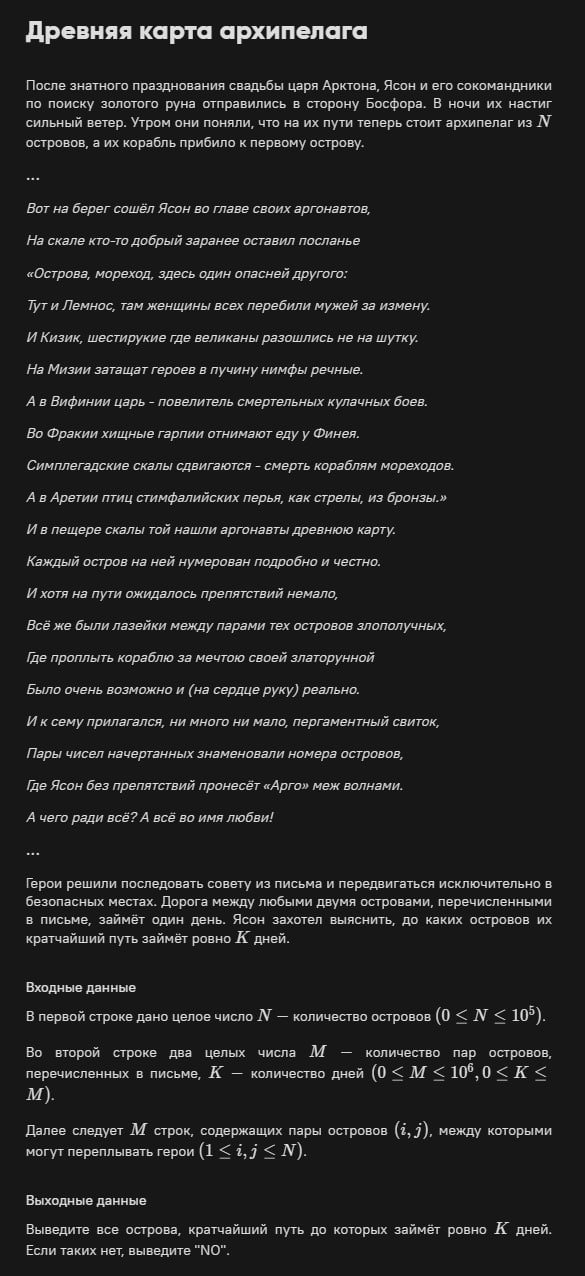 Древняя карта архипелага
После знатного празднования свадьбы царя Арктона, Ясон и его сокомандники
по поиску золотого руна отправились в сторону Босфора. В ночи их настиг
сильный ветер. Утром они поняли, что на их пути теперь стоит архипелаг из N
островов, а их корабль прибило к первому острову.
...
Вот на берег сошёл Ясон во главе своих аргонавтов,
На скале кто-то добрый заранее оставил посланье
«Острова, мореход, здесь один опасней другого:
Тут и Лемнос, там женщины всех перебили мужей за измену.
И Кизик, шестирукие где великаны разошлись не на шутку.
На Мизии затащат героев в пучину нимфы речные.
А в Вифинии царь - повелитель смертельных кулачных боев.
Во Фракии хищные гарпии отнимают еду у Финея.
Симплегадские скалы сдвигаются - смерть кораблям мореходов.
А в Аретии птиц стимфалийских перья, как стрелы, из бронзы.»
И в пещере скалы той нашли аргонавты древнюю карту.
Каждый остров на ней нумерован подробно и честно.
И хотя на пути ожидалось препятствий немало,
Всё же были лазейки между парами тех островов злополучных,
Где проплыть кораблю за мечтою своей златорунной
Было очень возможно и (на сердце руку) реально.
И к сему прилагался, ни много ни мало, пергаментный свиток,
Пары чисел начертанных знаменовали номера островов,
Где Ясон без препятствий пронесёт «Арго» меж волнами.
А чего ради всё? А всё во имя любви!
...
Герои решили последовать совету из письма и передвигаться исключительно в
безопасных местах. Дорога между любыми двумя островами, перечисленными
в письме, займёт один день. Ясон захотел выяснить, до каких островов их
кратчайший путь займёт ровно K дней.
Входные данные
В первой строке дано целое число N — количество островов (0 ≤ N ≤ 10⁵).
Во второй строке два целых числа M — количество пар островов,
перечисленных в письме, K — количество дней (0 ≤ M ≤ 10⁶, 0 ≤ K ≤
M).
Далее следует M строк, содержащих пары островов (i, j), между которыми
могут переплывать герои (1 ≤ i, j ≤ N).
Выходные данные
Выведите все острова, кратчайший путь до которых займёт ровно K дней.
Если таких нет, выведите "NO".